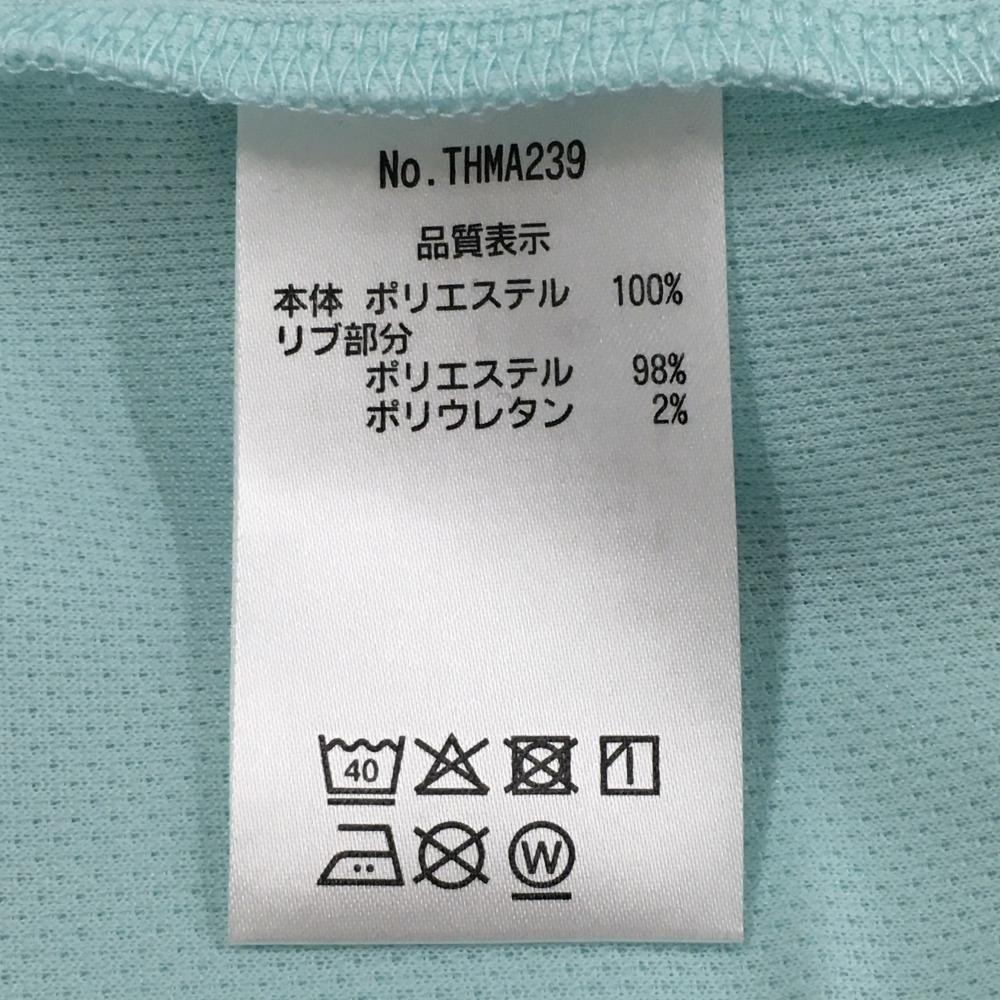 No.THMA239
品質表示
本体 ポリエステル 100%
リブ部分
ポリエステル 98%
ポリウレタン 2%
40
W